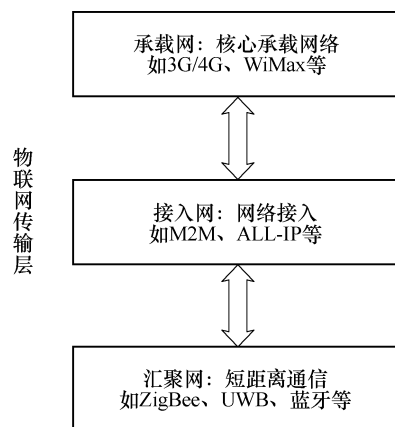 承载网：核心承载网络
如3G/4G、WiMax等
物联网传输层
接入网：网络接入
如M2M、ALL-IP等
汇聚网：短距离通信
如ZigBee、UWB、蓝牙等